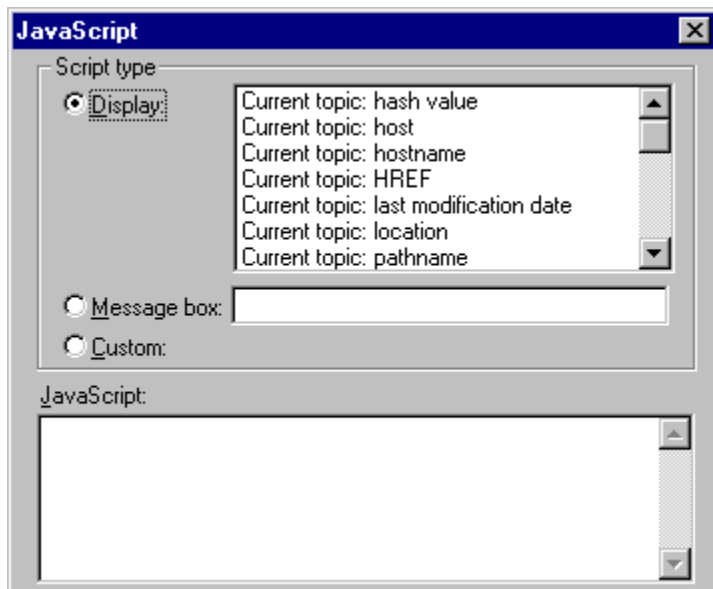 JavaScript
Script type
Display:
Current topic: hash value
Current topic: host
Current topic: hostname
Current topic: HREF
Current topic: last modification date
Current topic: location
Current topic: pathname
Message box:
Custom:
JavaScript: